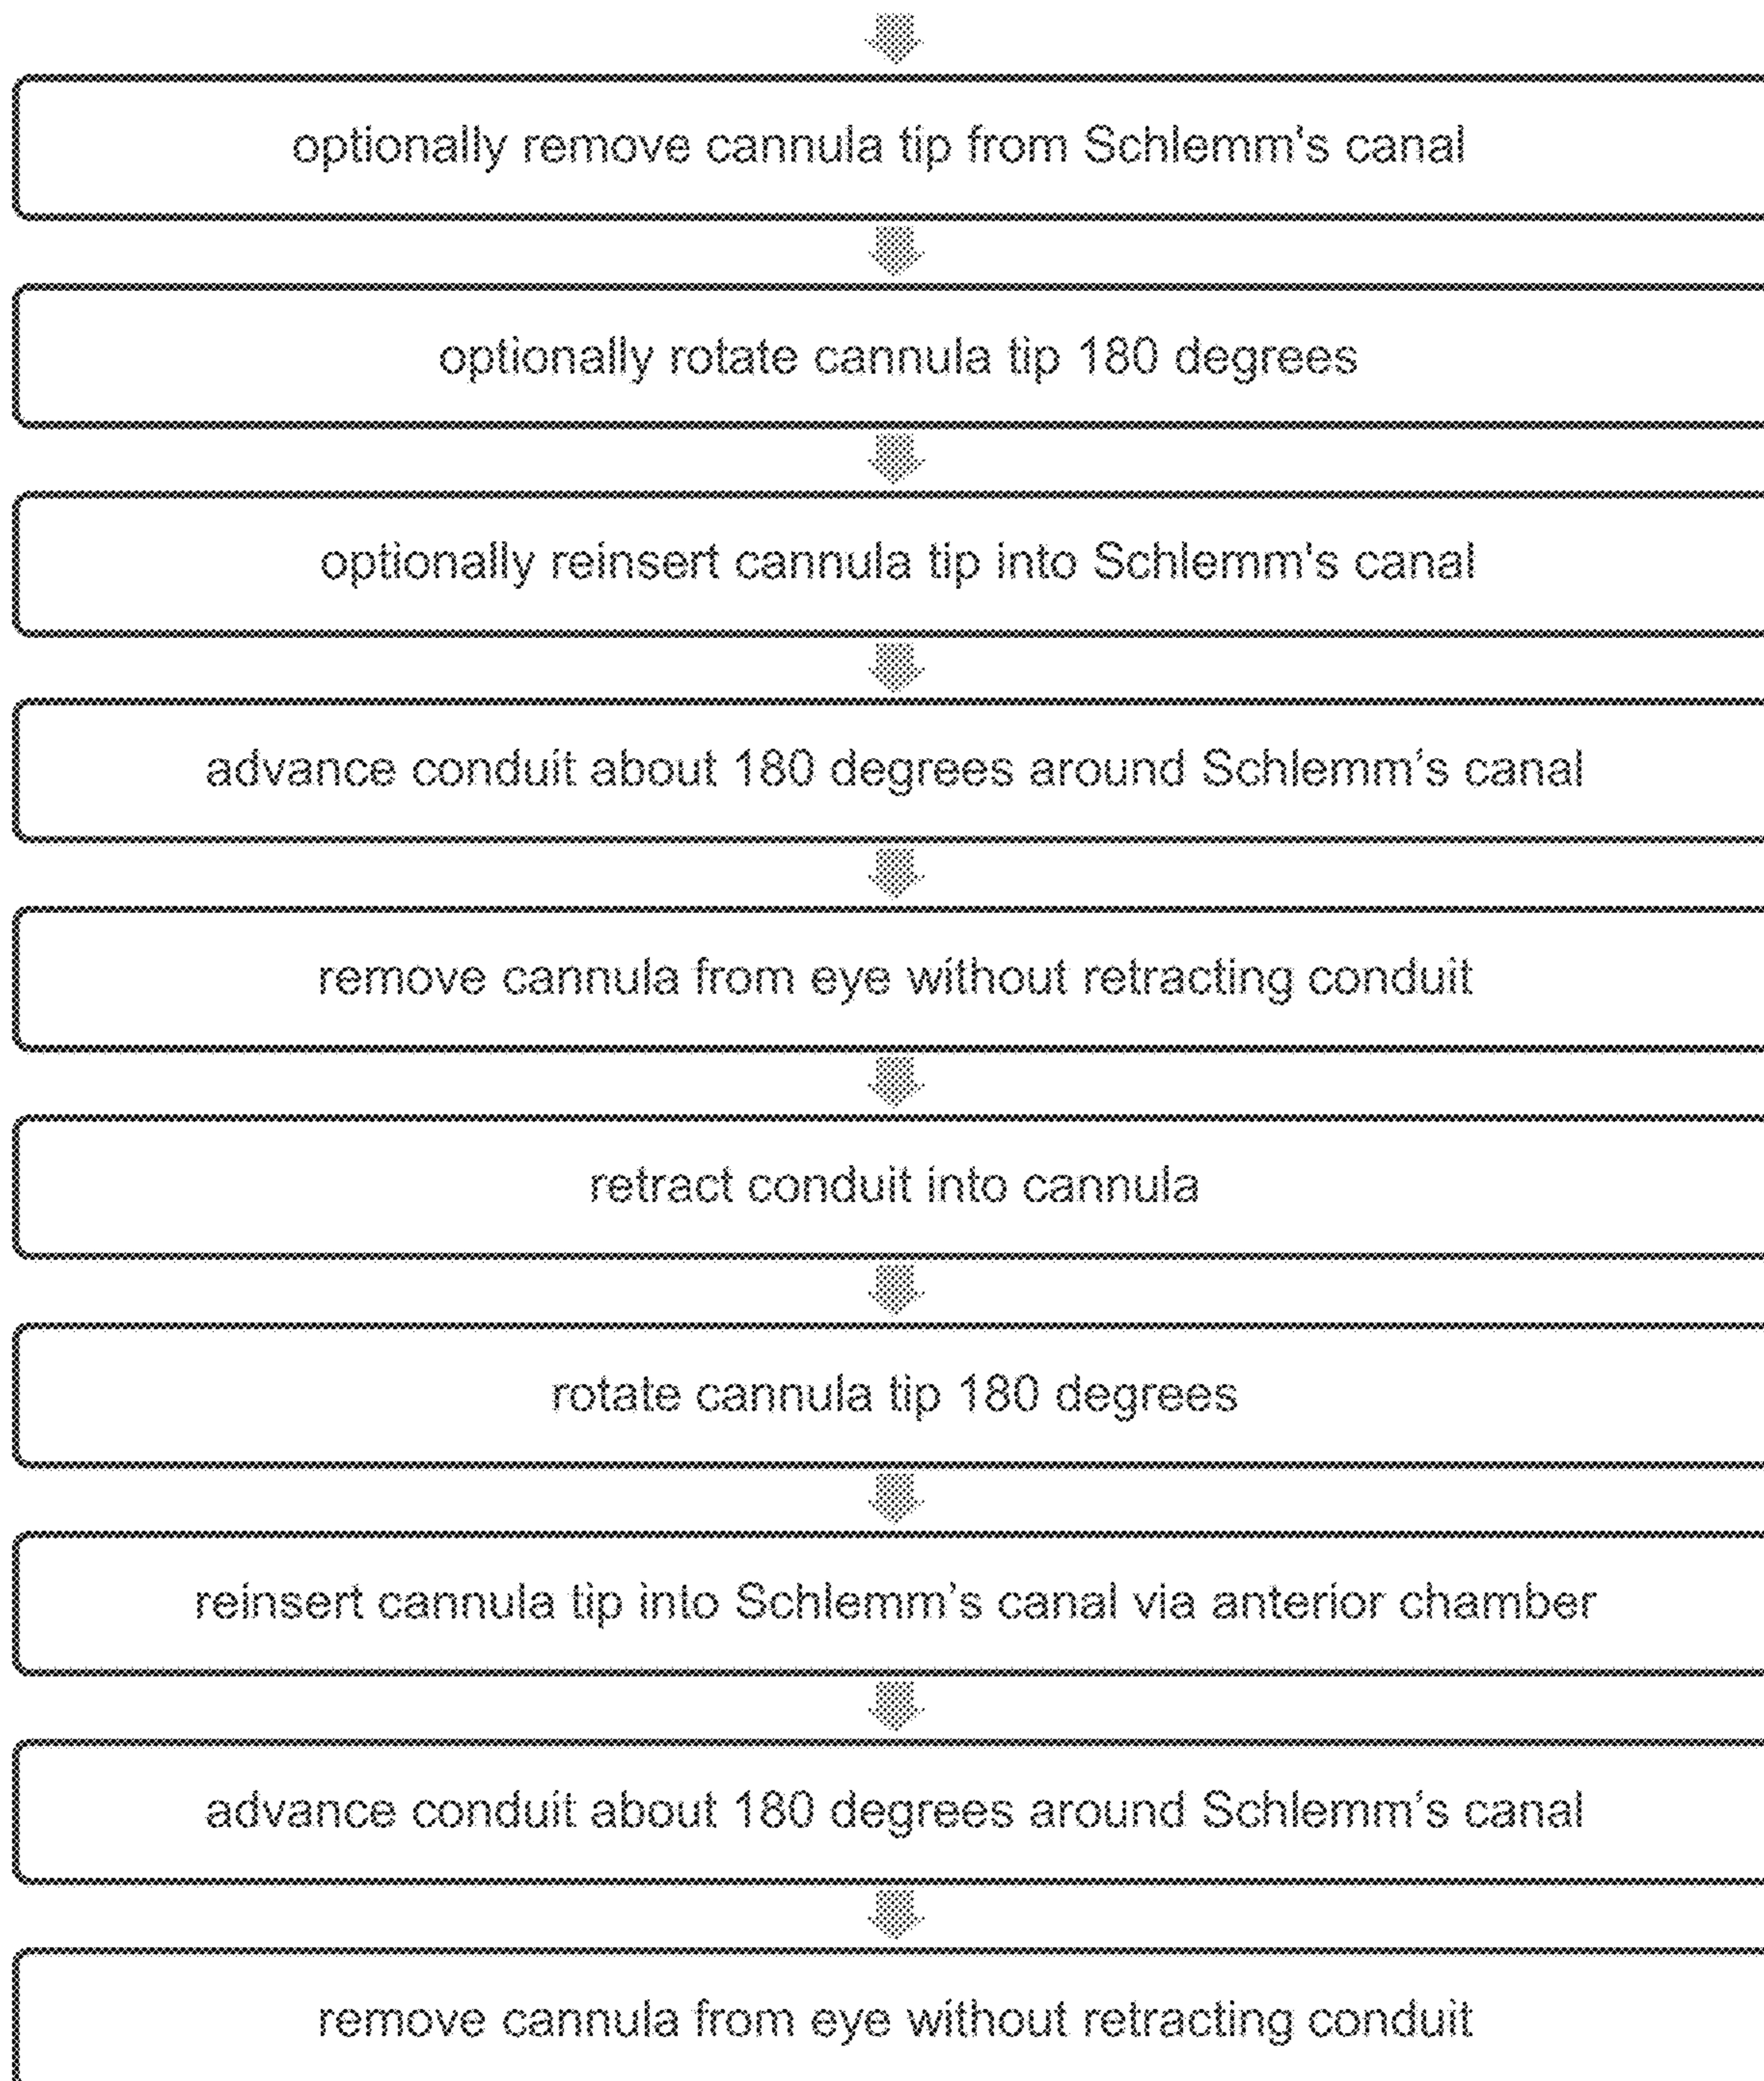 optionally remove cannula tip from Schlemm's canal
optionally rotate cannula tip 180 degrees
optionally reinsert cannula tip into Schlemm's canal
advance conduit about 180 degrees around Schlemm’s canal
remove cannula from eye without retracting conduit
retract conduit into cannula
rotate cannula tip 180 degrees
reinsert cannula tip into Schlemm’s canal via anterior chamber
advance conduit about 180 degrees around Schlemm’s canal
remove cannula from eye without retracting conduit